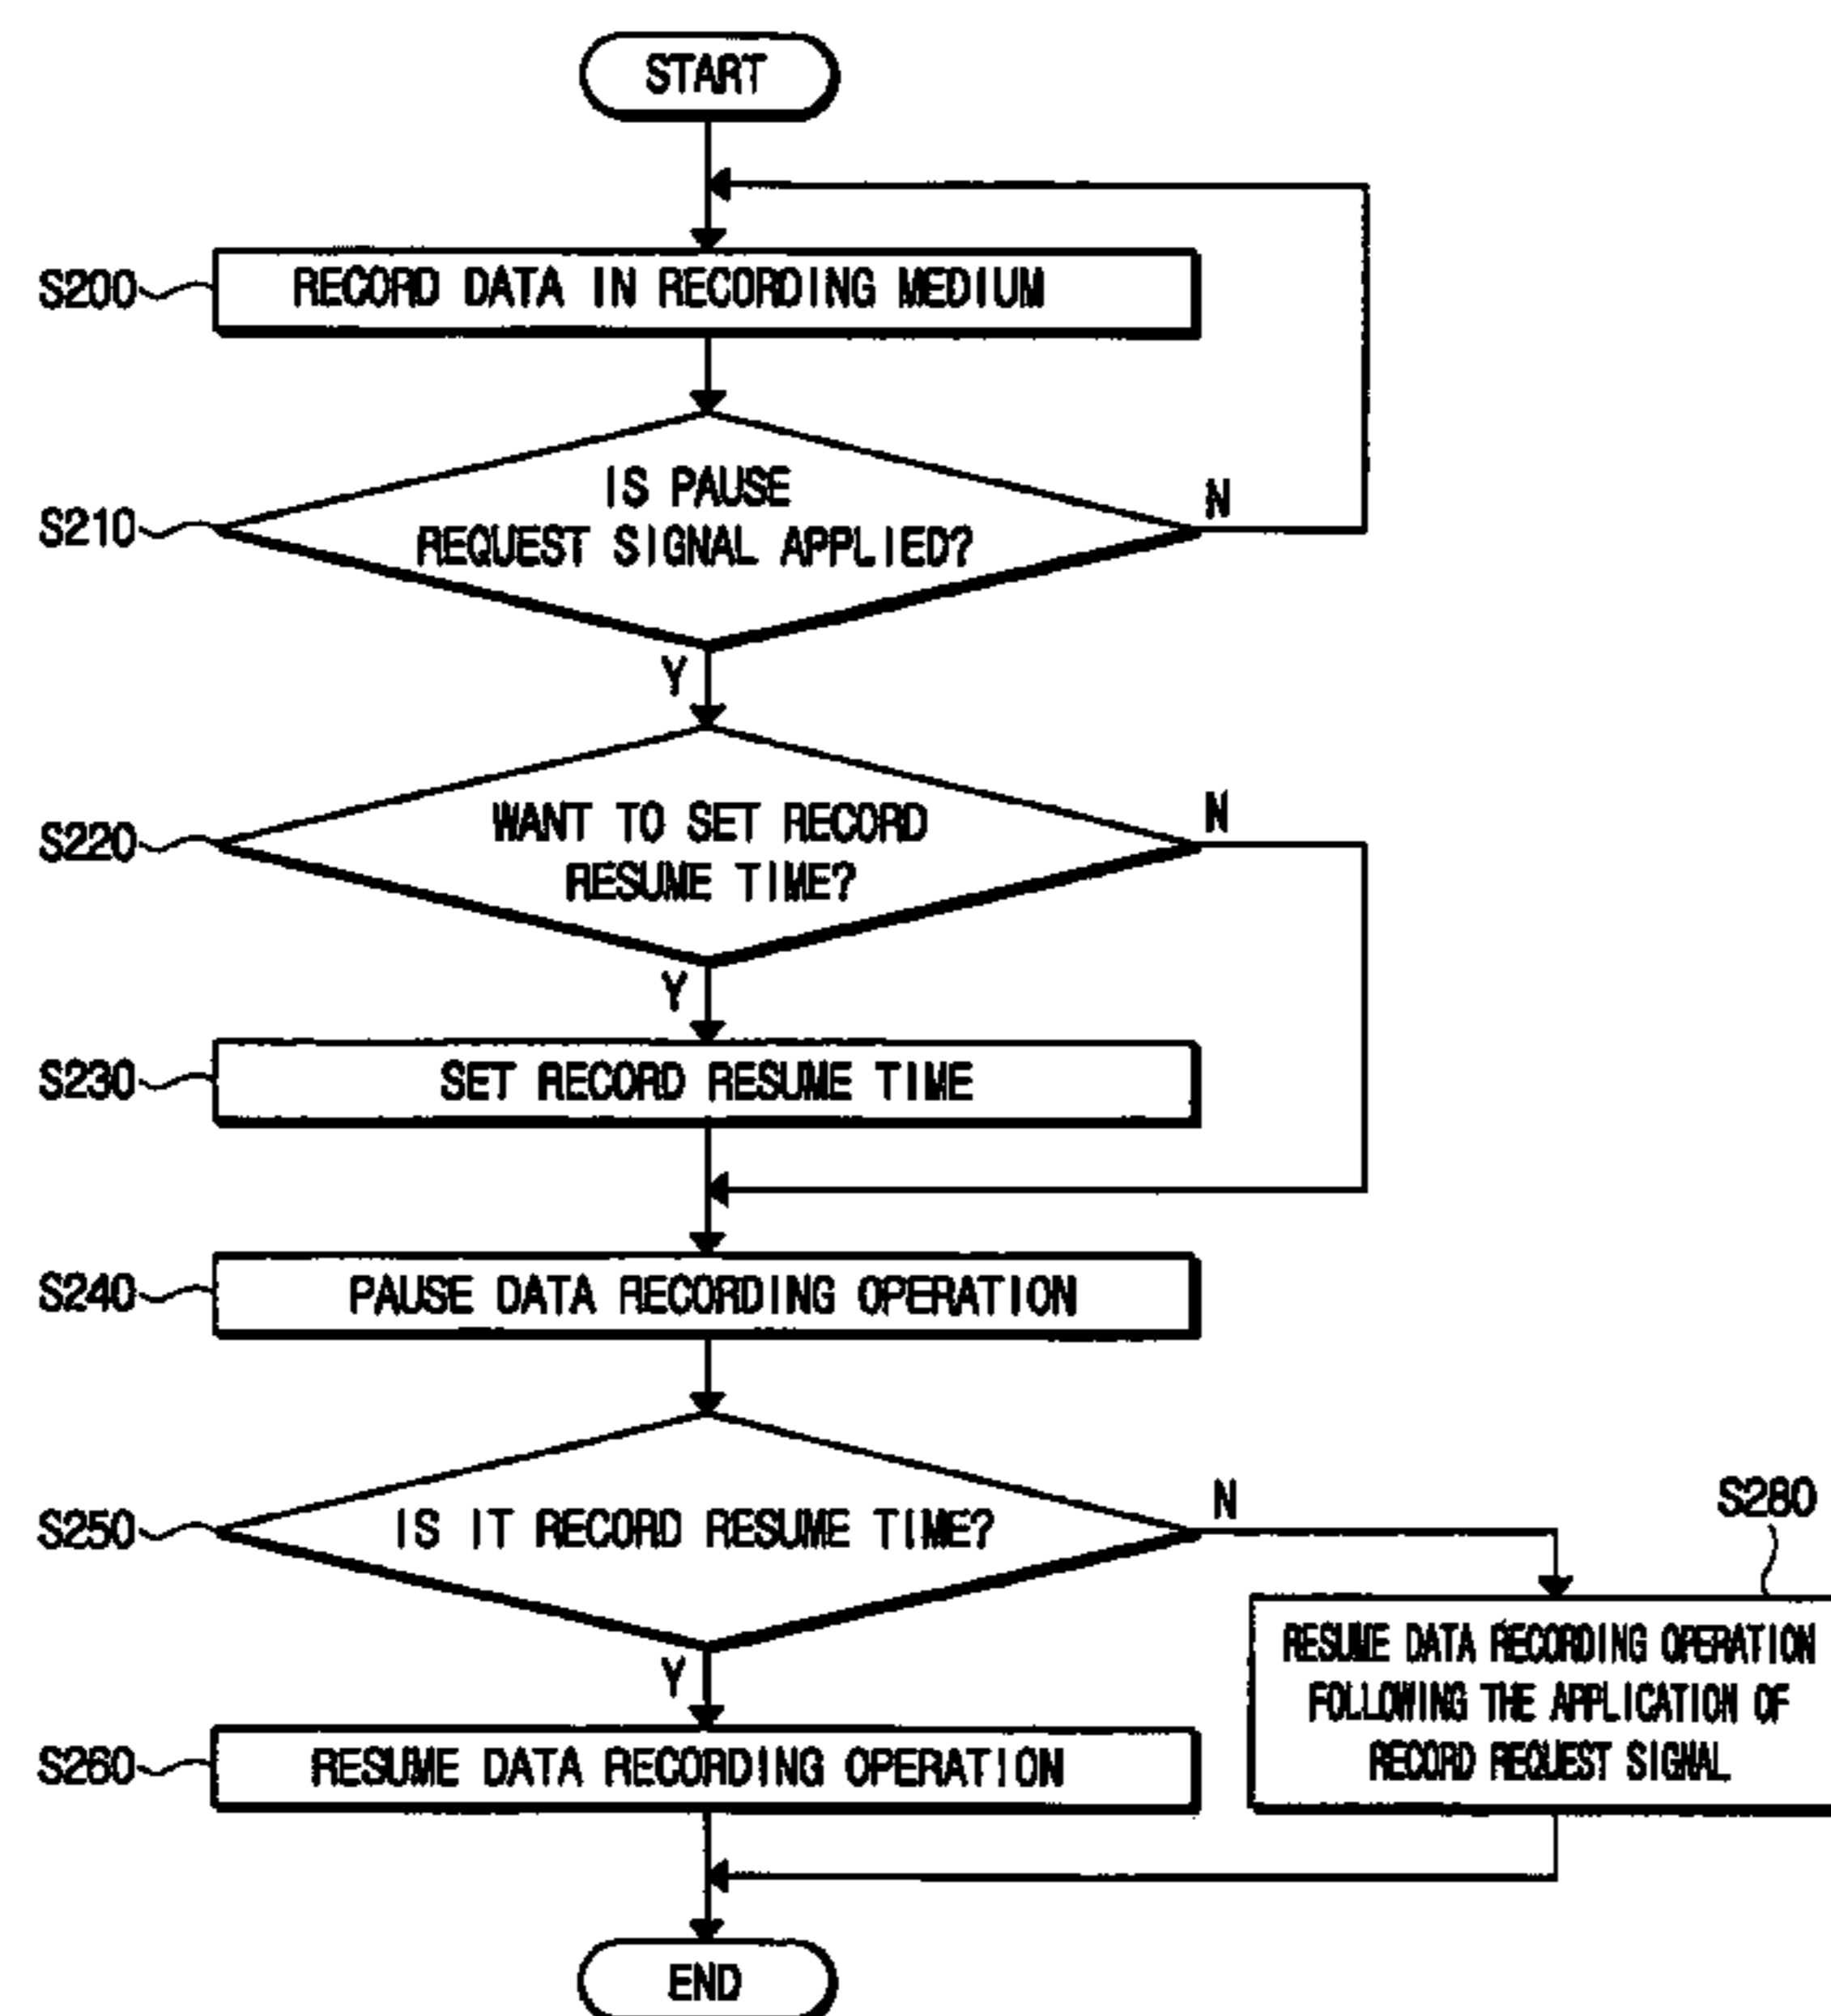 START
S200
RECORD DATA IN RECORDING MEDIUM
S210
IS PAUSE
REQUEST SIGNAL APPLIED?
N
Y
S220
WANT TO SET RECORD
RESUME TIME?
N
Y
S230
SET RECORD RESUME TIME
S240
PAUSE DATA RECORDING OPERATION
S250
IS IT RECORD RESUME TIME?
N
S280
Y
RESUME DATA RECORDING OPERATION
FOLLOWING THE APPLICATION OF
RECORD REQUEST SIGNAL
S260
RESUME DATA RECORDING OPERATION
END